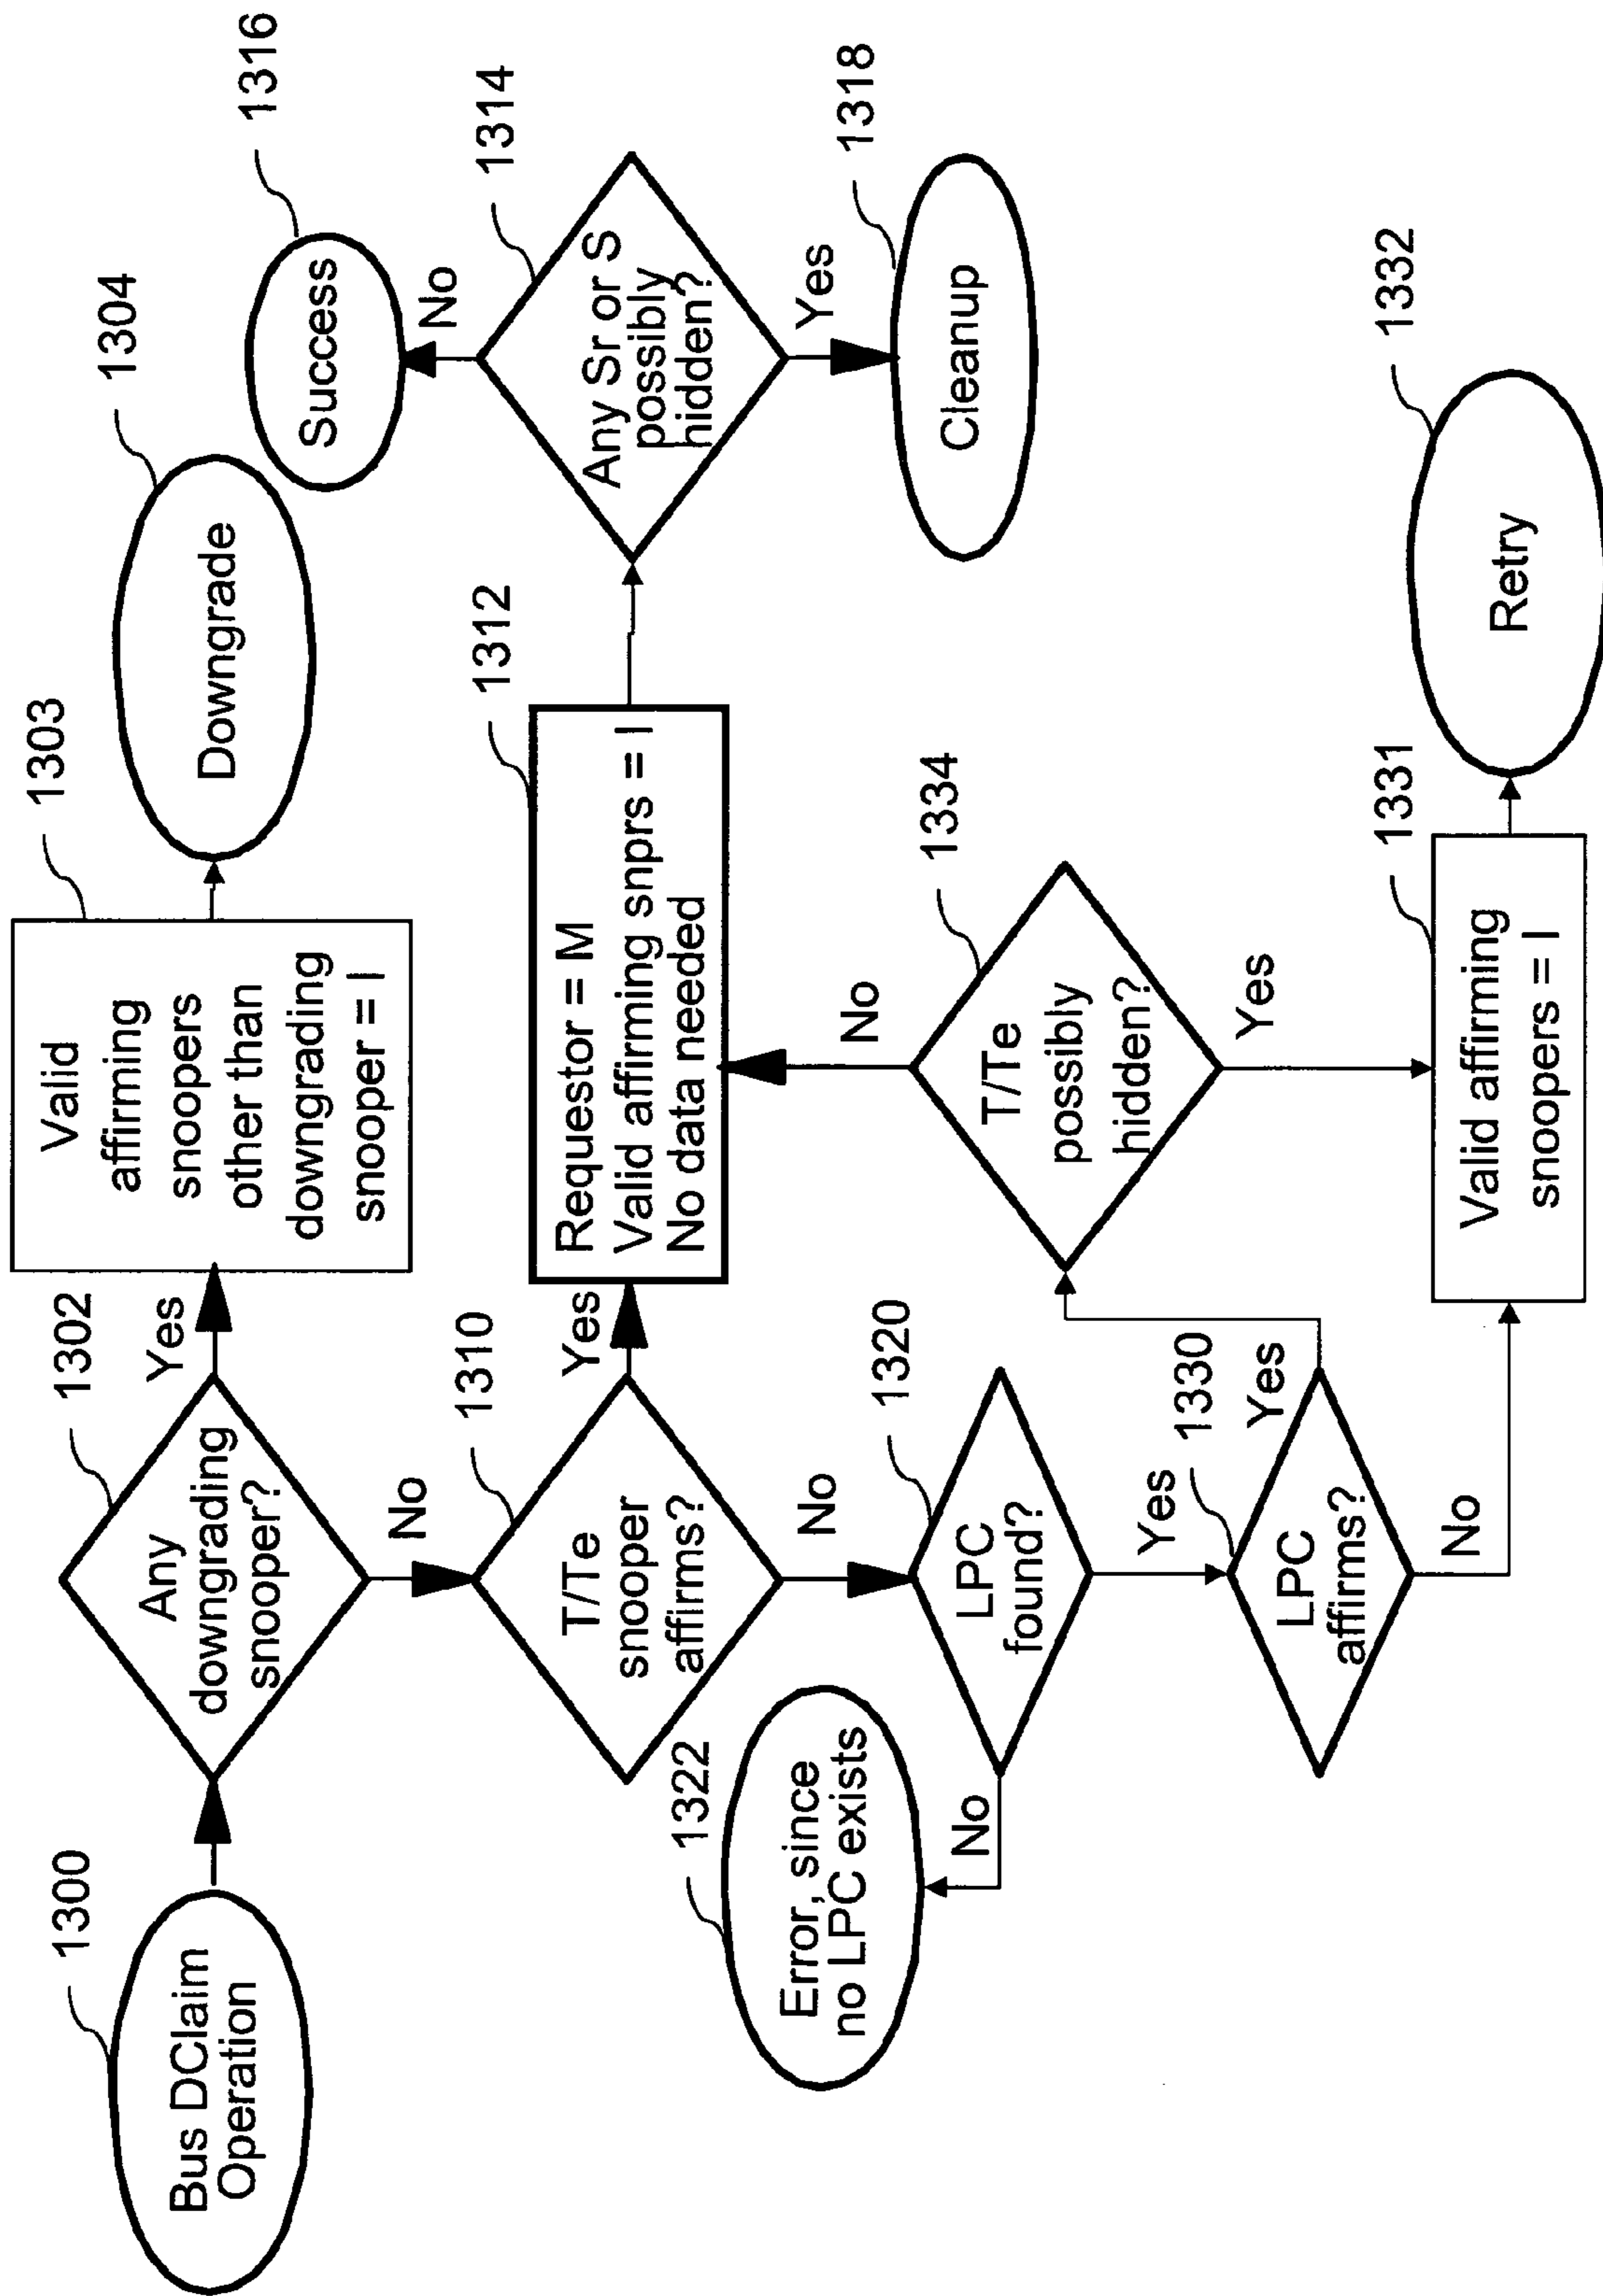 1300
Bus DClaim
Operation
1302
Any
downgrading
snooper?
Yes
No
1303
Valid
affirming
snoopers
other than
downgrading
snooper = I
1304
Downgrade
1310
T/Te
snooper
affirms?
Yes
No
1312
Requestor = M
Valid affirming snprs = I
No data needed
1314
Any Sr or S
possibly
hidden?
No
Yes
1316
Success
1318
Cleanup
1320
LPC
found?
No
Yes
1322
Error, since
no LPC exists
1330
LPC
affirms?
Yes
No
1334
T/Te
possibly
hidden?
No
Yes
1331
Valid affirming
snoopers = I
1332
Retry